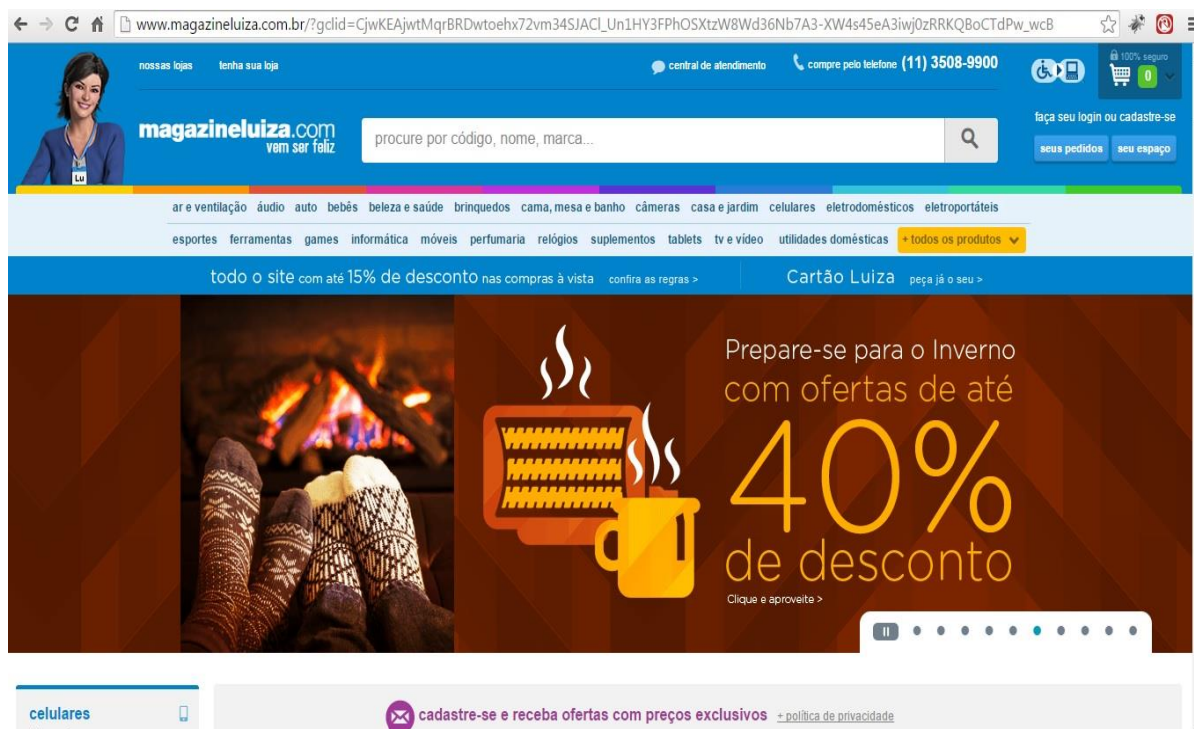 www.magazineluiza.com.br/?gclid=CjwKEAjwtMqrBRDwtoehx72vm34SJACl_Un1HY3FPhOSXtzW8Wd36Nb7A3-XW4s45eA3iwj0zRRKQBoCTdPw_wcB
nossas lojas tenha sua loja central de atendimento compre pelo telefone (11) 3508-9900 100% seguro
0
magazineluiza.com
vem ser feliz
procure por código, nome, marca...
faça seu login ou cadastre-se
seus pedidos seu espaço
Lu
ar e ventilação áudio auto bebês beleza e saúde brinquedos cama, mesa e banho câmeras casa e jardim celulares eletrodomésticos eletroportáteis
esportes ferramentas games informática móveis perfumaria relógios suplementos tablets tv e vídeo utilidades domésticas + todos os produtos
todo o site com até 15% de desconto nas compras à vista confira as regras > Cartão Luiza peça já o seu >
Prepare-se para o Inverno
com ofertas de até
40%
de desconto
Clique e aproveite >
celulares
cadastre-se e receba ofertas com preços exclusivos + política de privacidade